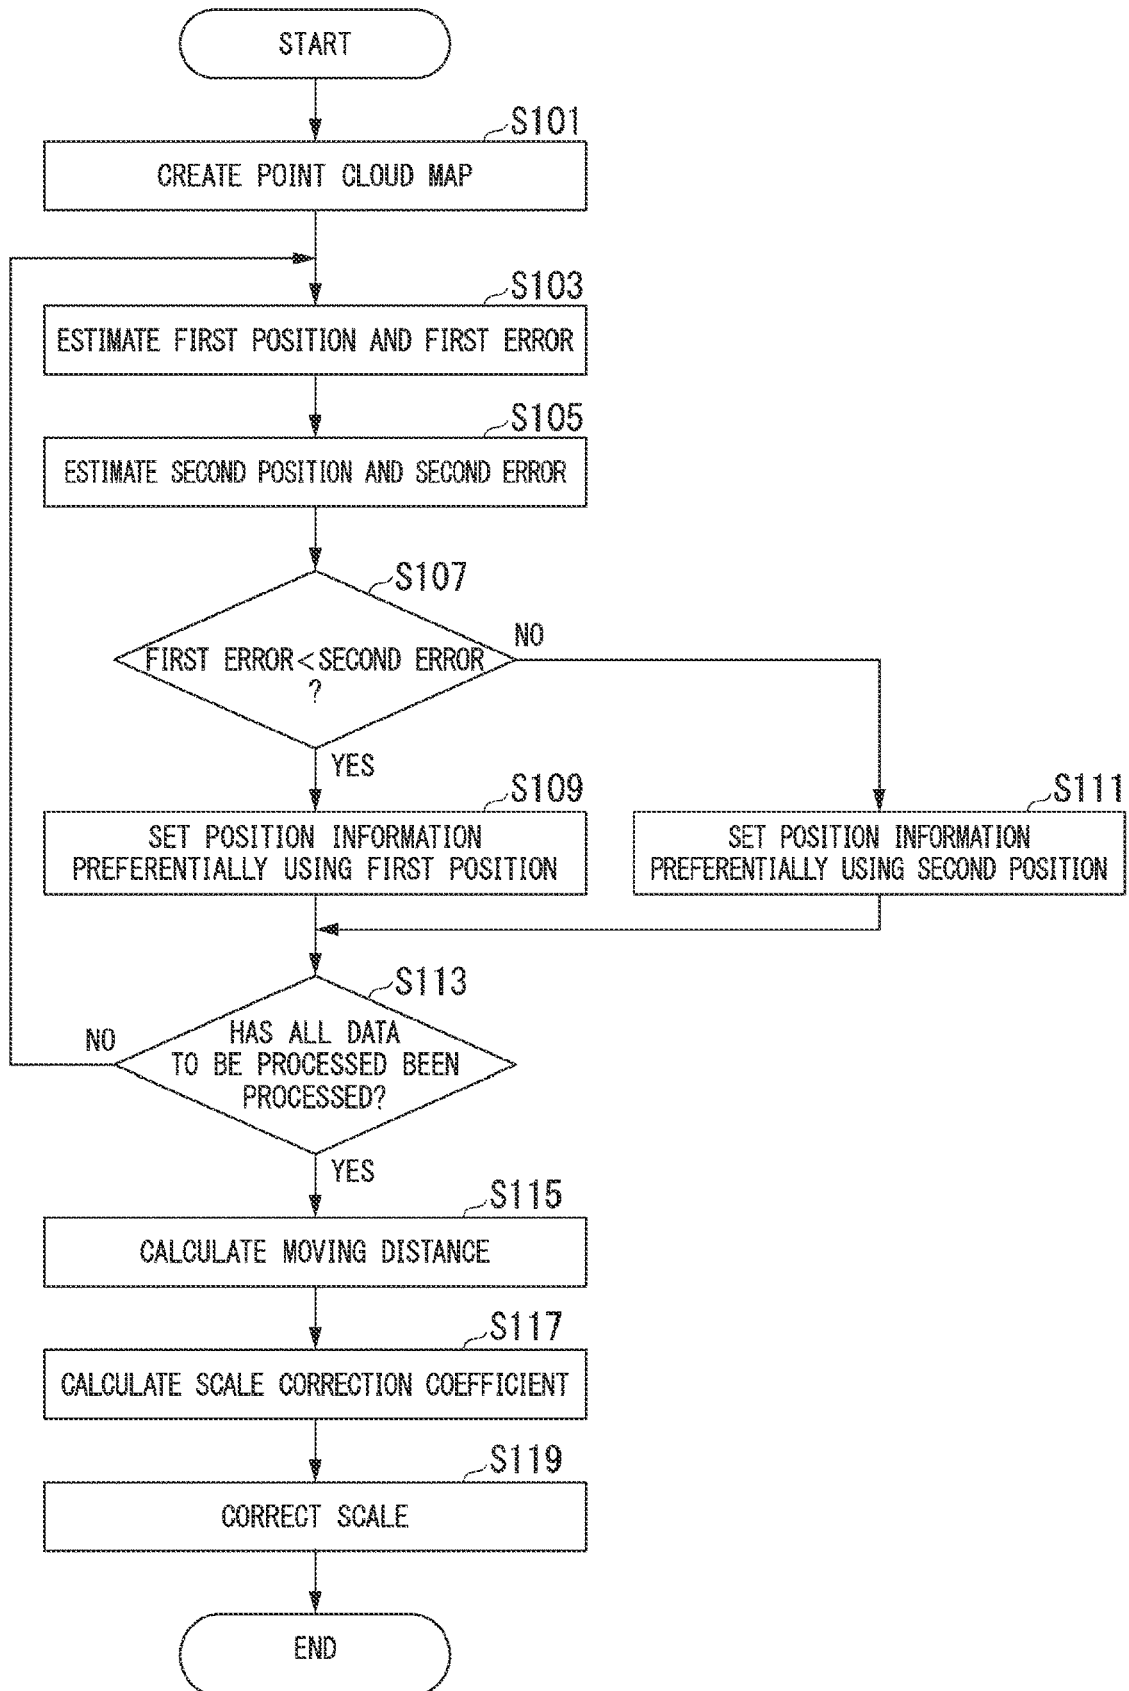 START
S101
CREATE POINT CLOUD MAP
S103
ESTIMATE FIRST POSITION AND FIRST ERROR
S105
ESTIMATE SECOND POSITION AND SECOND ERROR
S107
FIRST ERROR<SECOND ERROR
?
NO
YES
S109
SET POSITION INFORMATION
PREFERENTIALLY USING FIRST POSITION
S111
SET POSITION INFORMATION
PREFERENTIALLY USING SECOND POSITION
S113
HAS ALL DATA
TO BE PROCESSED BEEN
PROCESSED?
NO
YES
S115
CALCULATE MOVING DISTANCE
S117
CALCULATE SCALE CORRECTION COEFFICIENT
S119
CORRECT SCALE
END